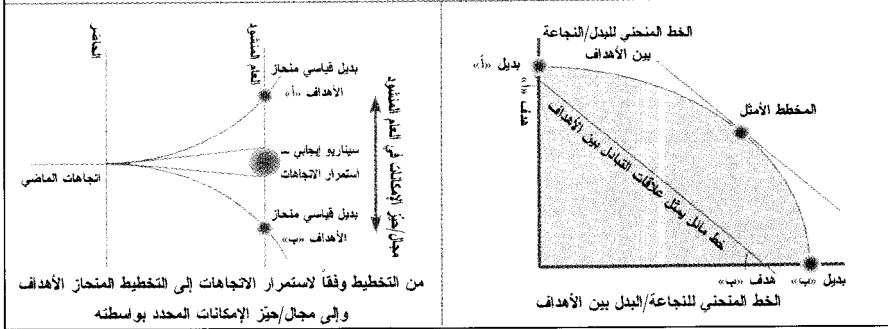 الخط المنحني للبدل/النجاعة
بين الأهداف
بديل «أ»
هدف «أ»
المخطط الأمثل
خط مائل يمثل علاقات التبادل بين الأهداف
بديل «ب»
هدف «ب»
الخط المنحني للنجاعة/البدل بين الأهداف
الحاضر
العام المنشود
بديل قياسي منحاز
الأهداف «أ»
سيناريو إيجابي –
استمرار الاتجاهات
اتجاهات الماضي
بديل قياسي منحاز
الأهداف «ب»
مجال/حيّز الإمكانات في العام المنشود
من التخطيط وفقاً لاستمرار الاتجاهات إلى التخطيط المنحاز الأهداف
وإلى مجال/حيّز الإمكانات المحدد بواسطته